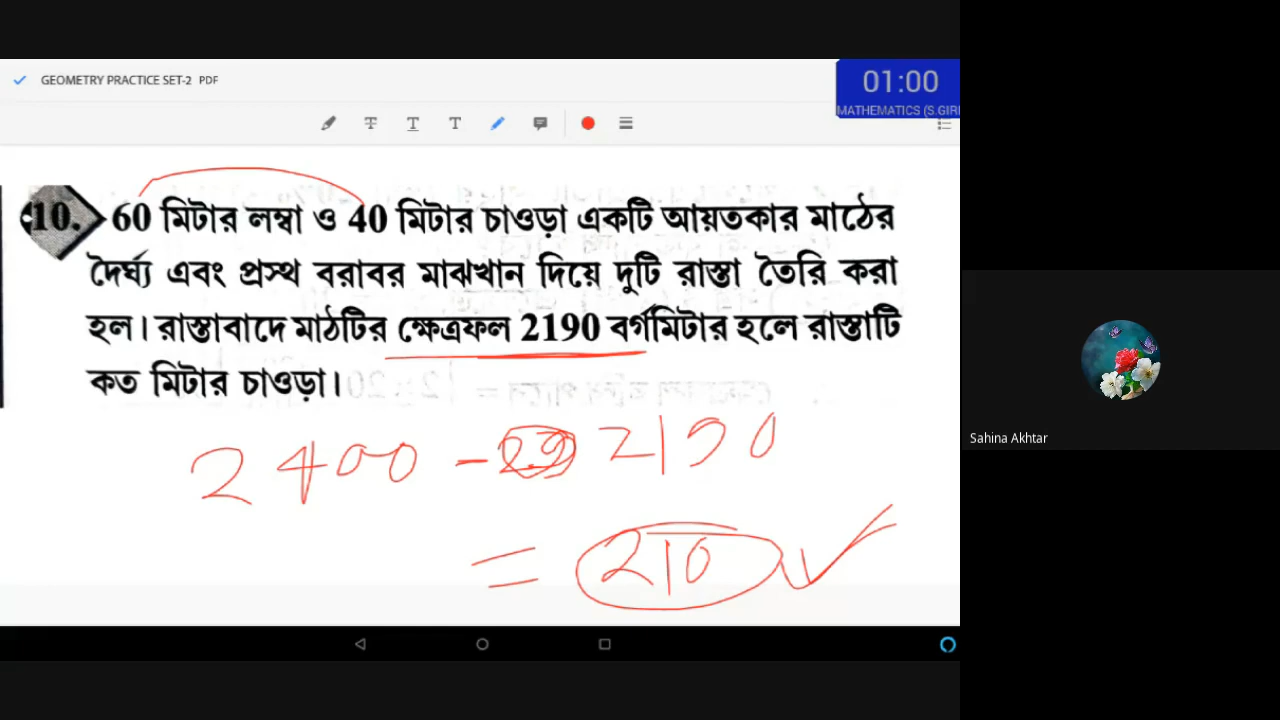 GEOMETRY PRACTICE SET-2 PDF
01:00
MATHEMATICS (S.GIRI
10. 60 মিটার লম্বা ও 40 মিটার চাওড়া একটি আয়তকার মাঠের
দৈর্ঘ্য এবং প্রস্থ বরাবর মাঝখান দিয়ে দুটি রাস্তা তৈরি করা
হল। রাস্তাবাদে মাঠটির ক্ষেত্রফল 2190 বর্গমিটার হলে রাস্তাটি
কত মিটার চাওড়া।
2400 - 2190
= 210
Sahina Akhtar